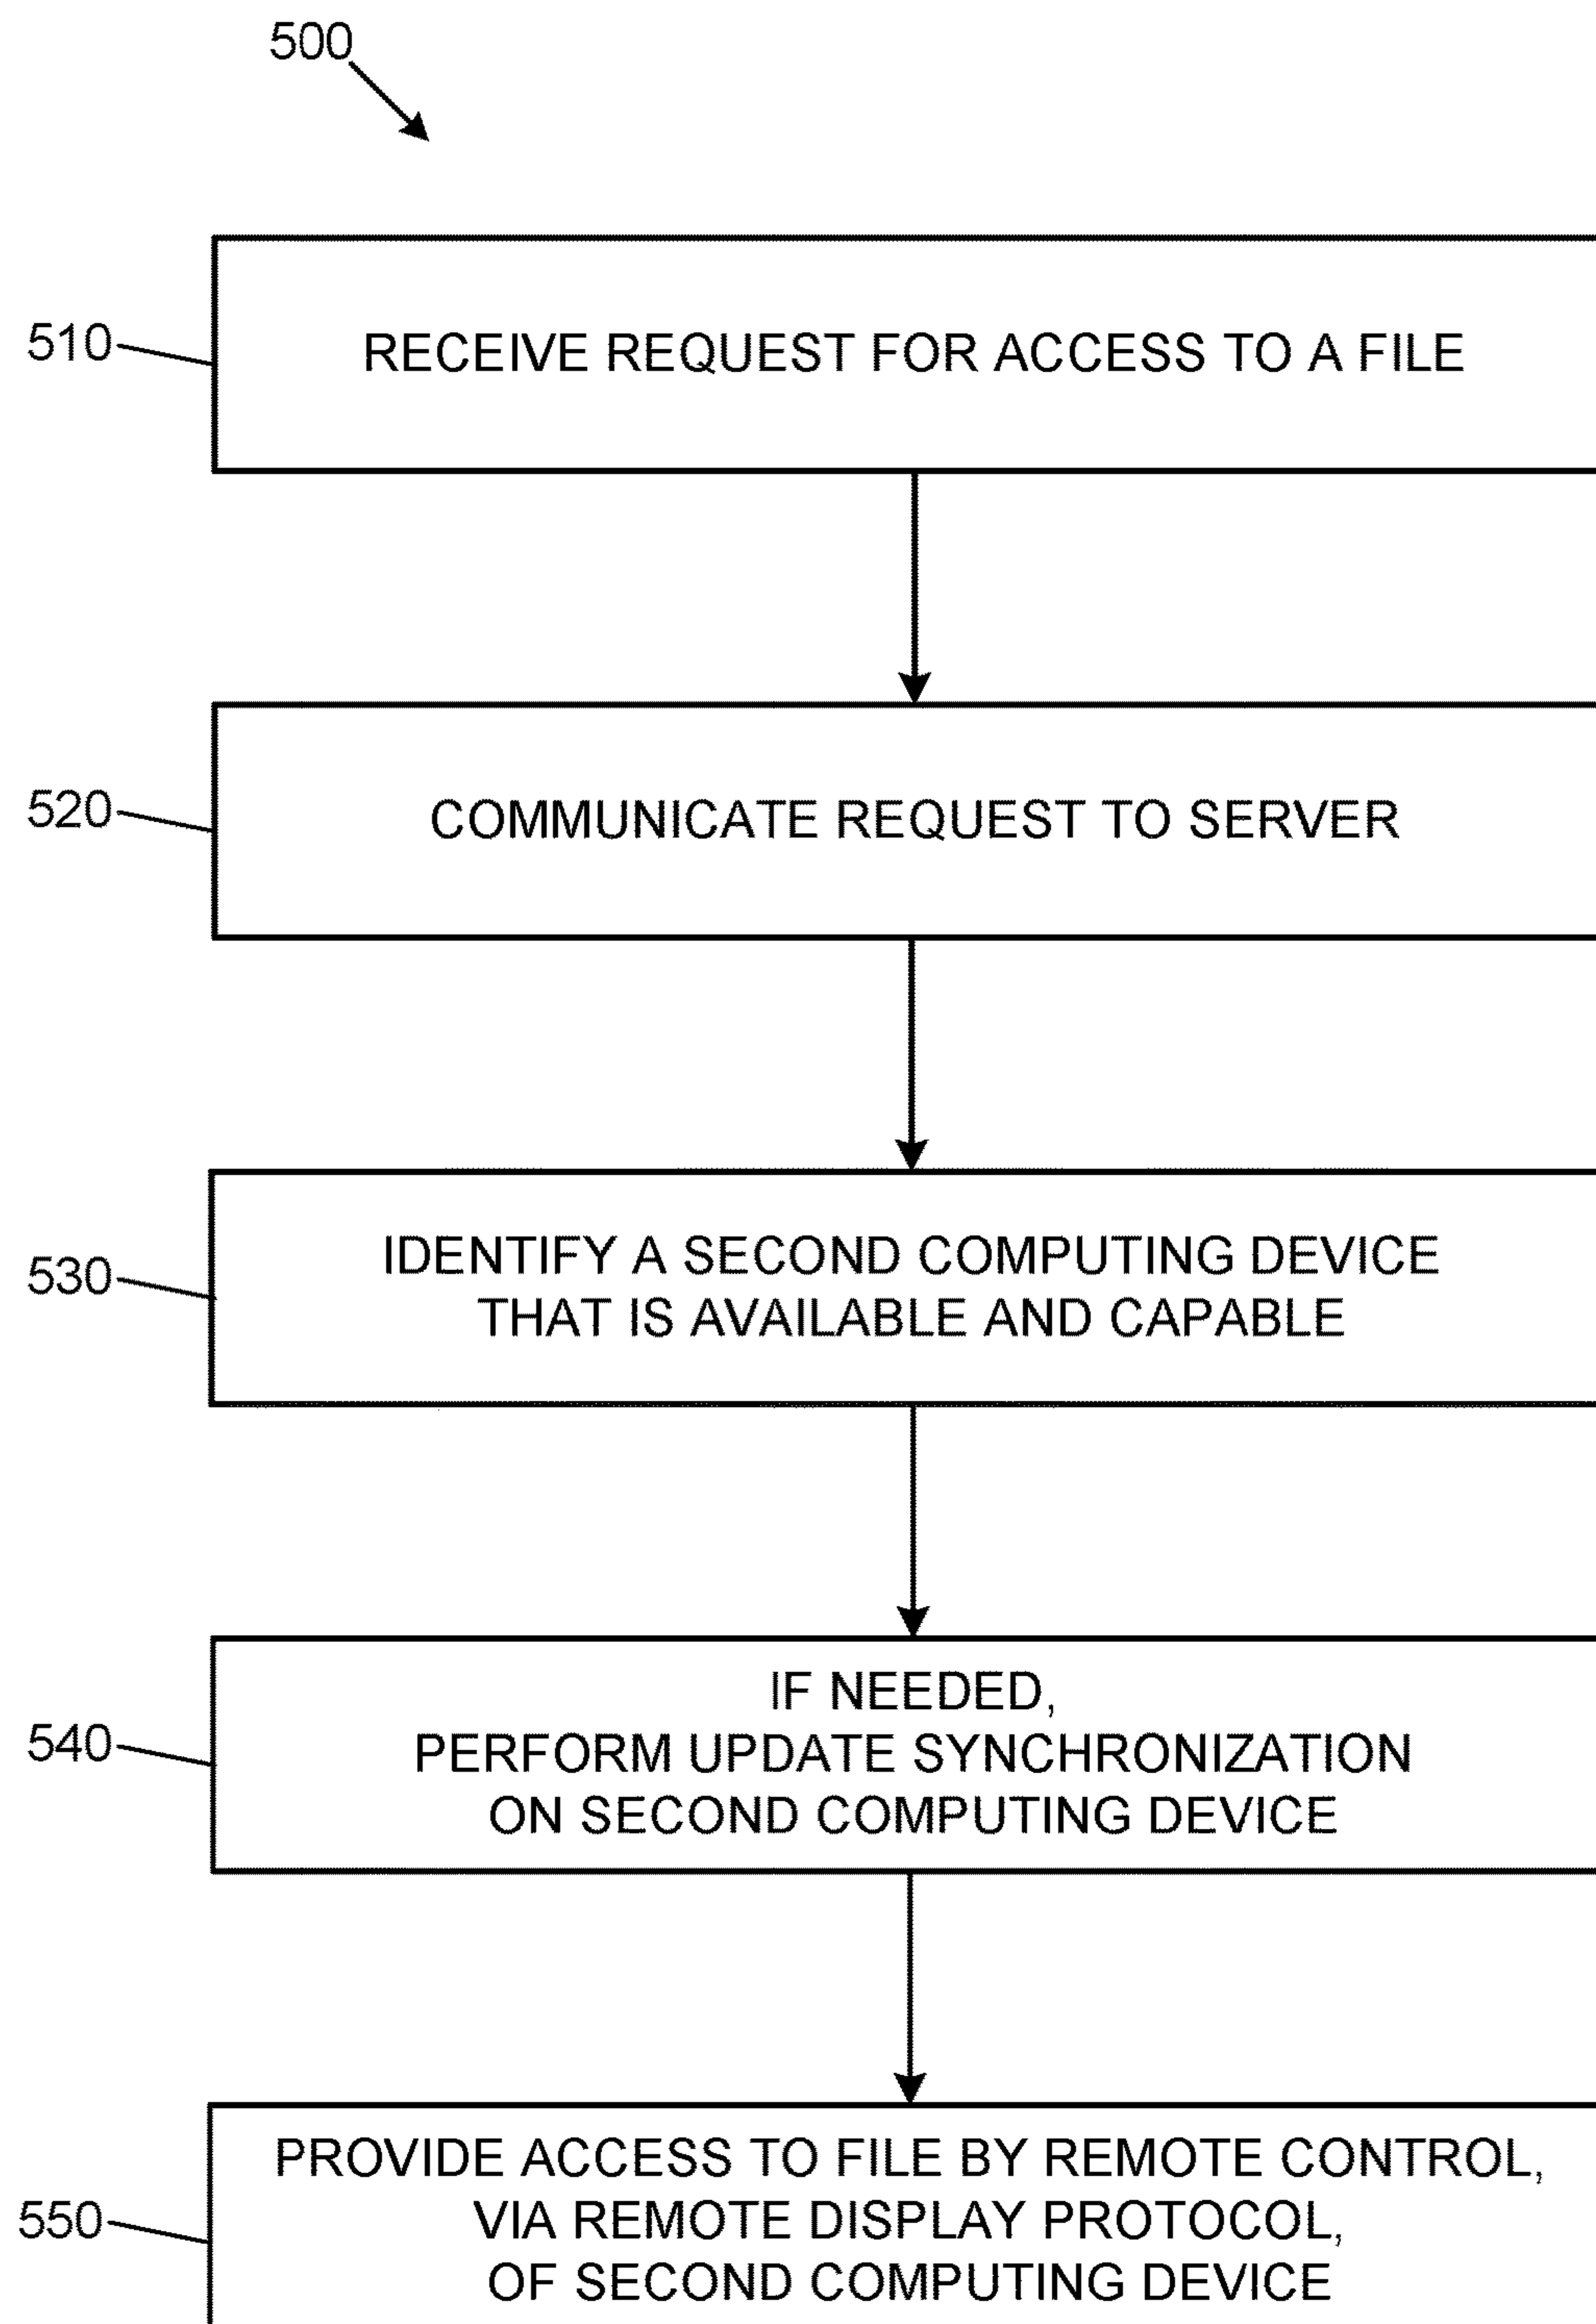 500
510
RECEIVE REQUEST FOR ACCESS TO A FILE
520
COMMUNICATE REQUEST TO SERVER
530
IDENTIFY A SECOND COMPUTING DEVICE
THAT IS AVAILABLE AND CAPABLE
540
IF NEEDED,
PERFORM UPDATE SYNCHRONIZATION
ON SECOND COMPUTING DEVICE
550
PROVIDE ACCESS TO FILE BY REMOTE CONTROL,
VIA REMOTE DISPLAY PROTOCOL,
OF SECOND COMPUTING DEVICE